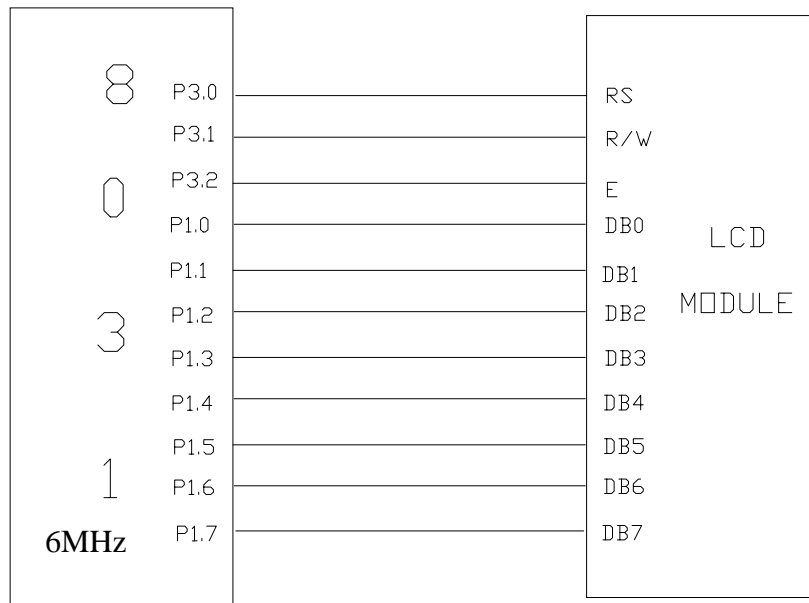 8
P3.0
RS
P3.1
R/W
0
P3.2
E
P1.0
DB0
LCD
P1.1
DB1
MODULE
P1.2
DB2
3
P1.3
DB3
P1.4
DB4
P1.5
DB5
1
P1.6
DB6
6MHz
P1.7
DB7